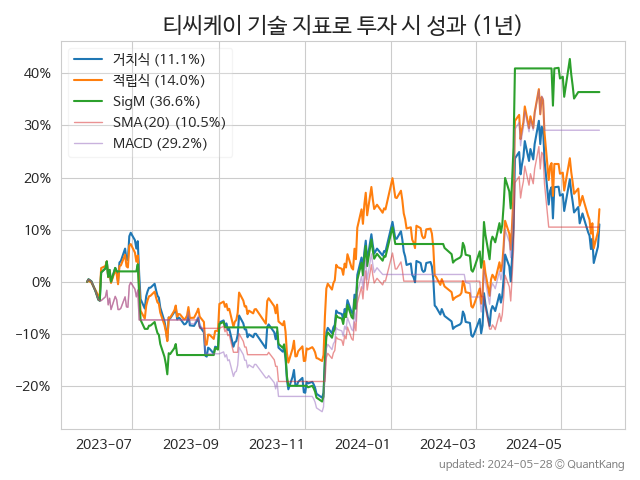 티씨케이 기술 지표로 투자 시 성과 (1년)
거치식 (11.1%)
적립식 (14.0%)
SigM (36.6%)
SMA(20) (10.5%)
MACD (29.2%)
40%
30%
20%
10%
0%
−10%
−20%
2023-07 2023-09 2023-11 2024-01 2024-03 2024-05
updated: 2024-05-28 © QuantKang